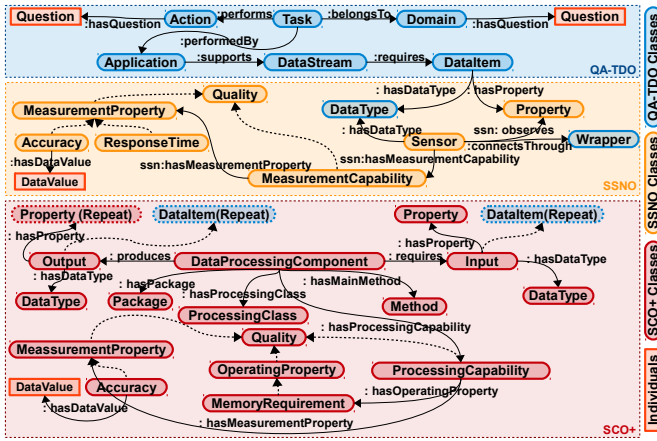 Question
:hasQuestion
Action
:performs
Task
:belongsTo
Domain
:hasQuestion
Question
:performedBy
Application
:supports
DataStream
:requires
DataItem
QA-TDO
: hasDataType
:hasProperty
Quality
MeasurementProperty
DataType
Property
Accuracy
ResponseTime
: hasDataType
Sensor
ssn: observes
:connectsThrough
Wrapper
:hasDataValue
ssn:hasMeasurementProperty
ssn:hasMeasurementCapability
DataValue
MeasurementCapability
SSNO
Property (Repeat)
DataItem(Repeat)
Property
DataItem(Repeat)
: hasProperty
: hasProperty
Output
: produces
DataProcessingComponent
: requires
Input
: hasDataType
: hasPackage
: hasMainMethod
: hasDataType
: hasProcessingClass
DataType
Package
Method
DataType
ProcessingClass
: hasProcessingCapability
Quality
MeassurementProperty
OperatingProperty
ProcessingCapability
DataValue
Accuracy
: hasOperatingProperty
: hasDataValue
MemoryRequirement
: hasMeasurementProperty
SCO+
QA-TDO Classes
SSNO Classes
SCO+ Classes
Individuals